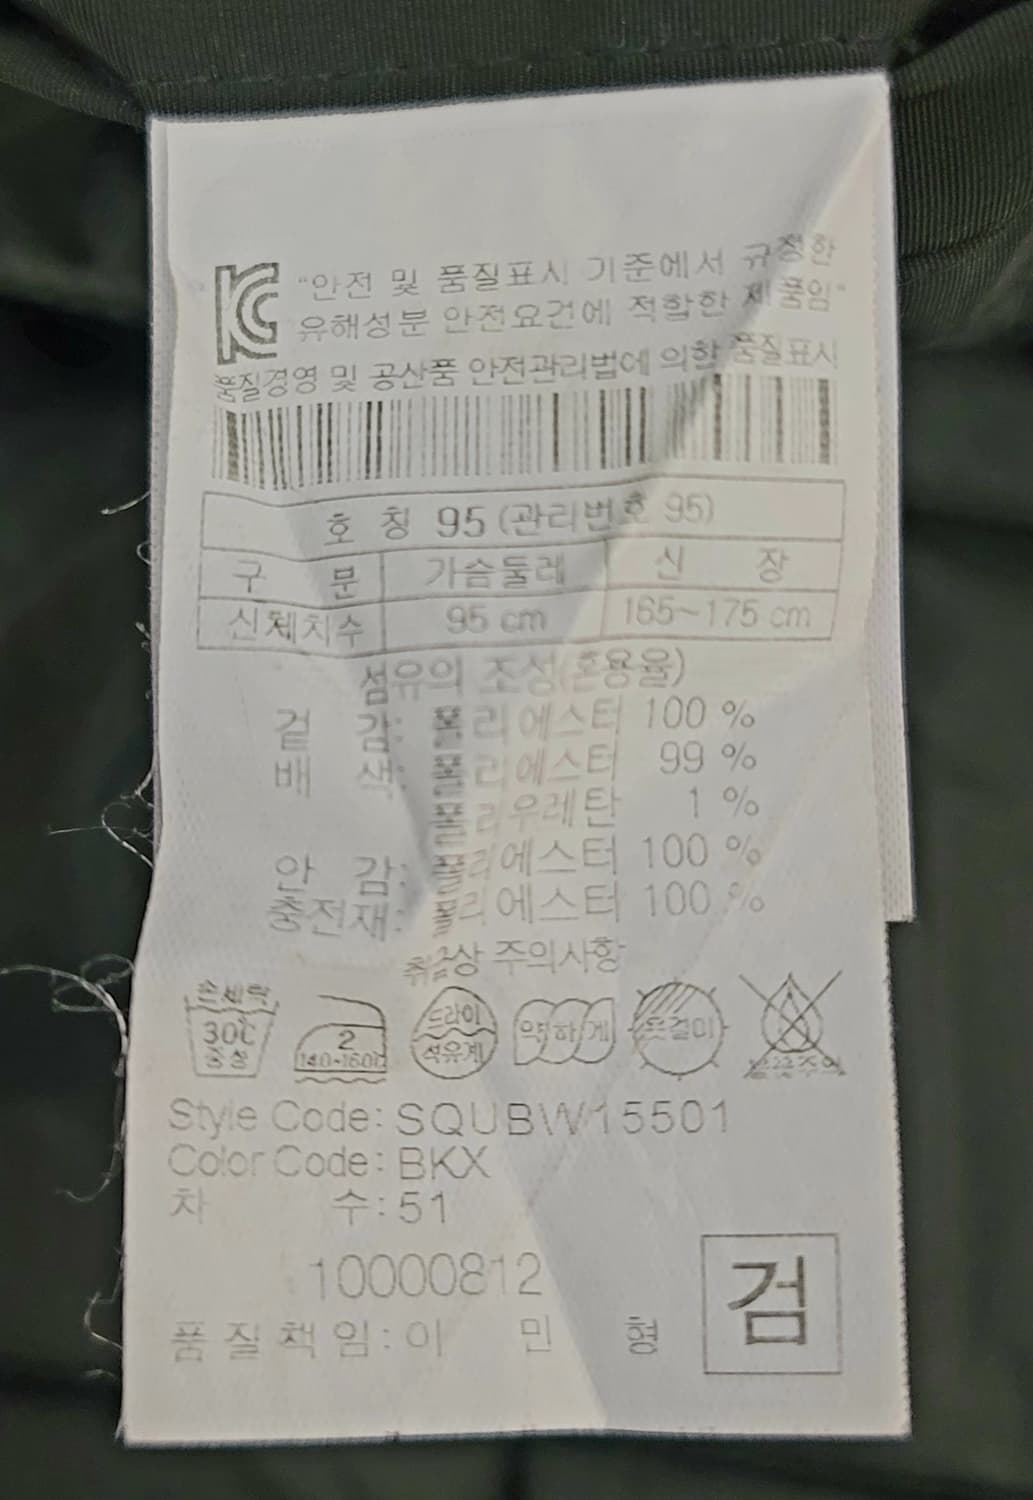 KC "안전 및 품질표시 기준에서 규정한
유해성분 안전요건에 적합한 제품임"
품질경영 및 공산품 안전관리법에 의한 품질표시
호 칭 95 (관리번호 95)
구 분 가슴둘레 신 장
신체치수 95 cm 165~175 cm
섬유의 조성(혼용율)
겉 감: 폴리에스터 100 %
배 색: 폴리에스터 99 %
폴리우레탄 1 %
안 감: 폴리에스터 100 %
충전재: 폴리에스터 100 %
취급상 주의사항
손세탁
30℃
중성
2
140~160℃
드라이
석유계
약하게
옷걸이
Style Code: SQUBW15501
Color Code: BKX
차 수: 51
10000812
품질책임: 이 민 형
검